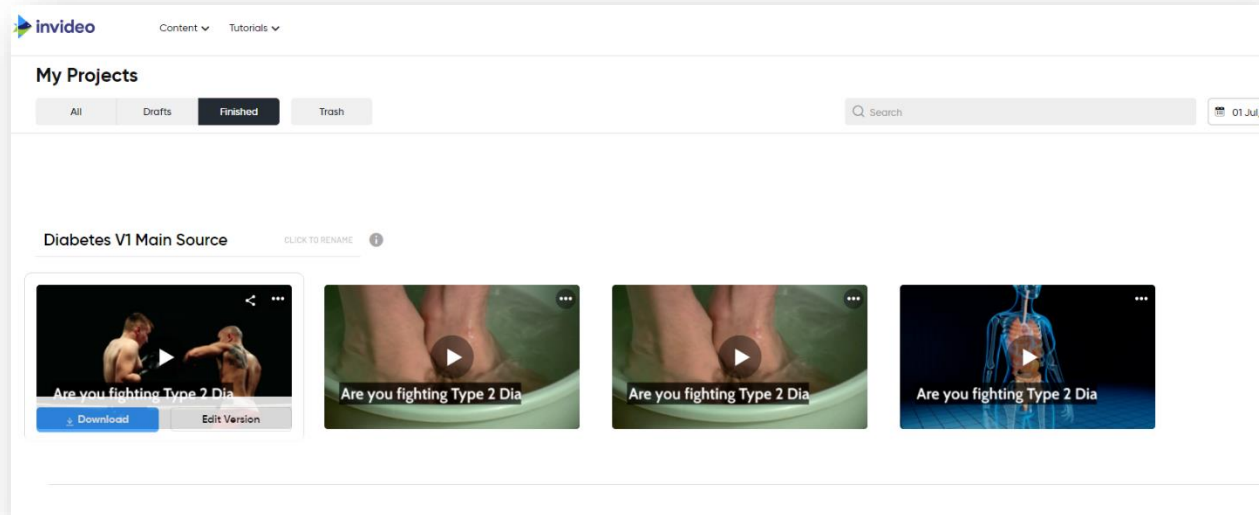 invideo
Content
Tutorials
My Projects
All
Drafts
Finished
Trash
Search
01 Jul,
Diabetes V1 Main Source
CLICK TO RENAME
Are you fighting Type 2 Dia
Download
Edit Version
Are you fighting Type 2 Dia
Are you fighting Type 2 Dia
Are you fighting Type 2 Dia